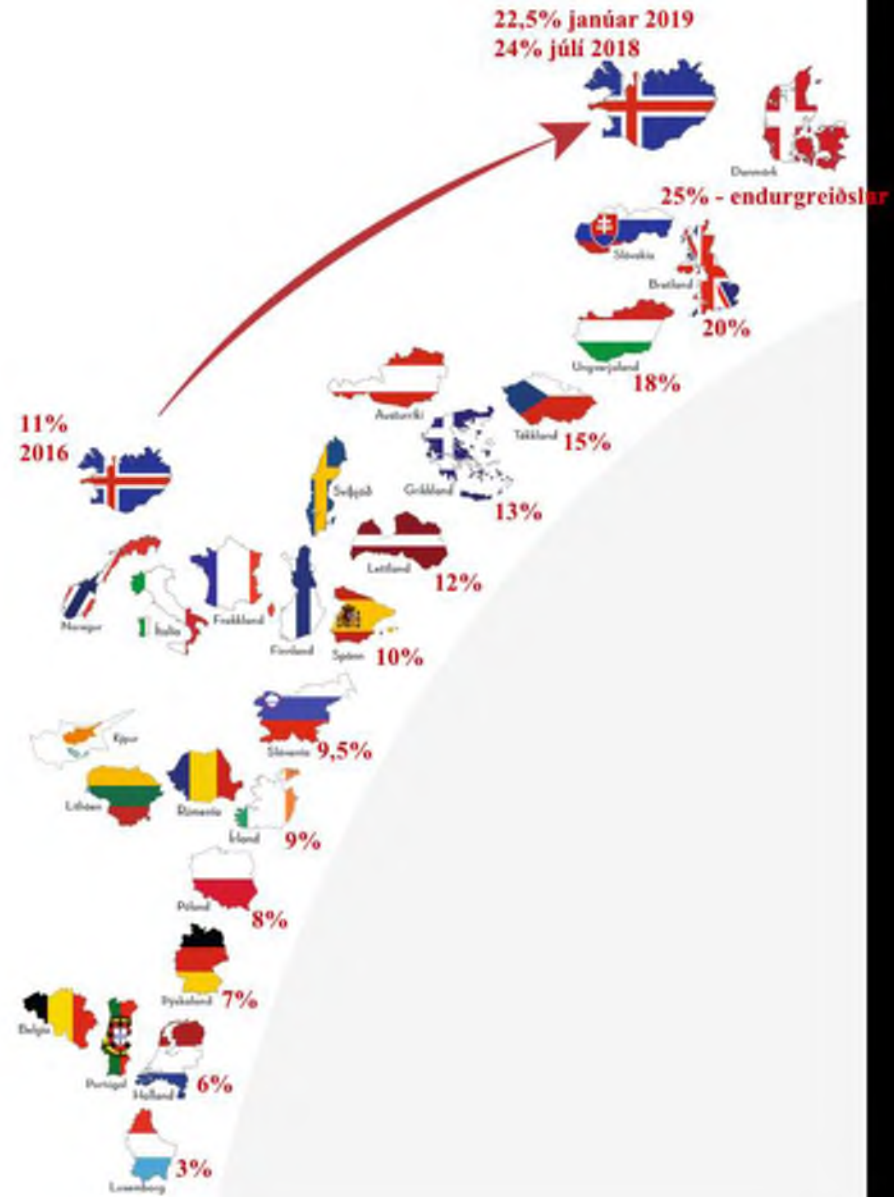 22,5% janúar 2019
24% júlí 2018
Danmörk
25% - endurgreiðslur
Slóvakía
Bretland
20%
Ungverjaland
18%
Austurríki
Tékkland
15%
11%
2016
Svíþjóð
Grikkland
13%
Lettland
12%
Noregur
Ítalía
Frakkland
Finnland
Spánn
10%
Kýpur
Slóvenía
9,5%
Litháen
Rúmenía
Írland
9%
Pólland
8%
Þýskaland
7%
Belgía
Portúgal
Holland
6%
Luxemborg
3%